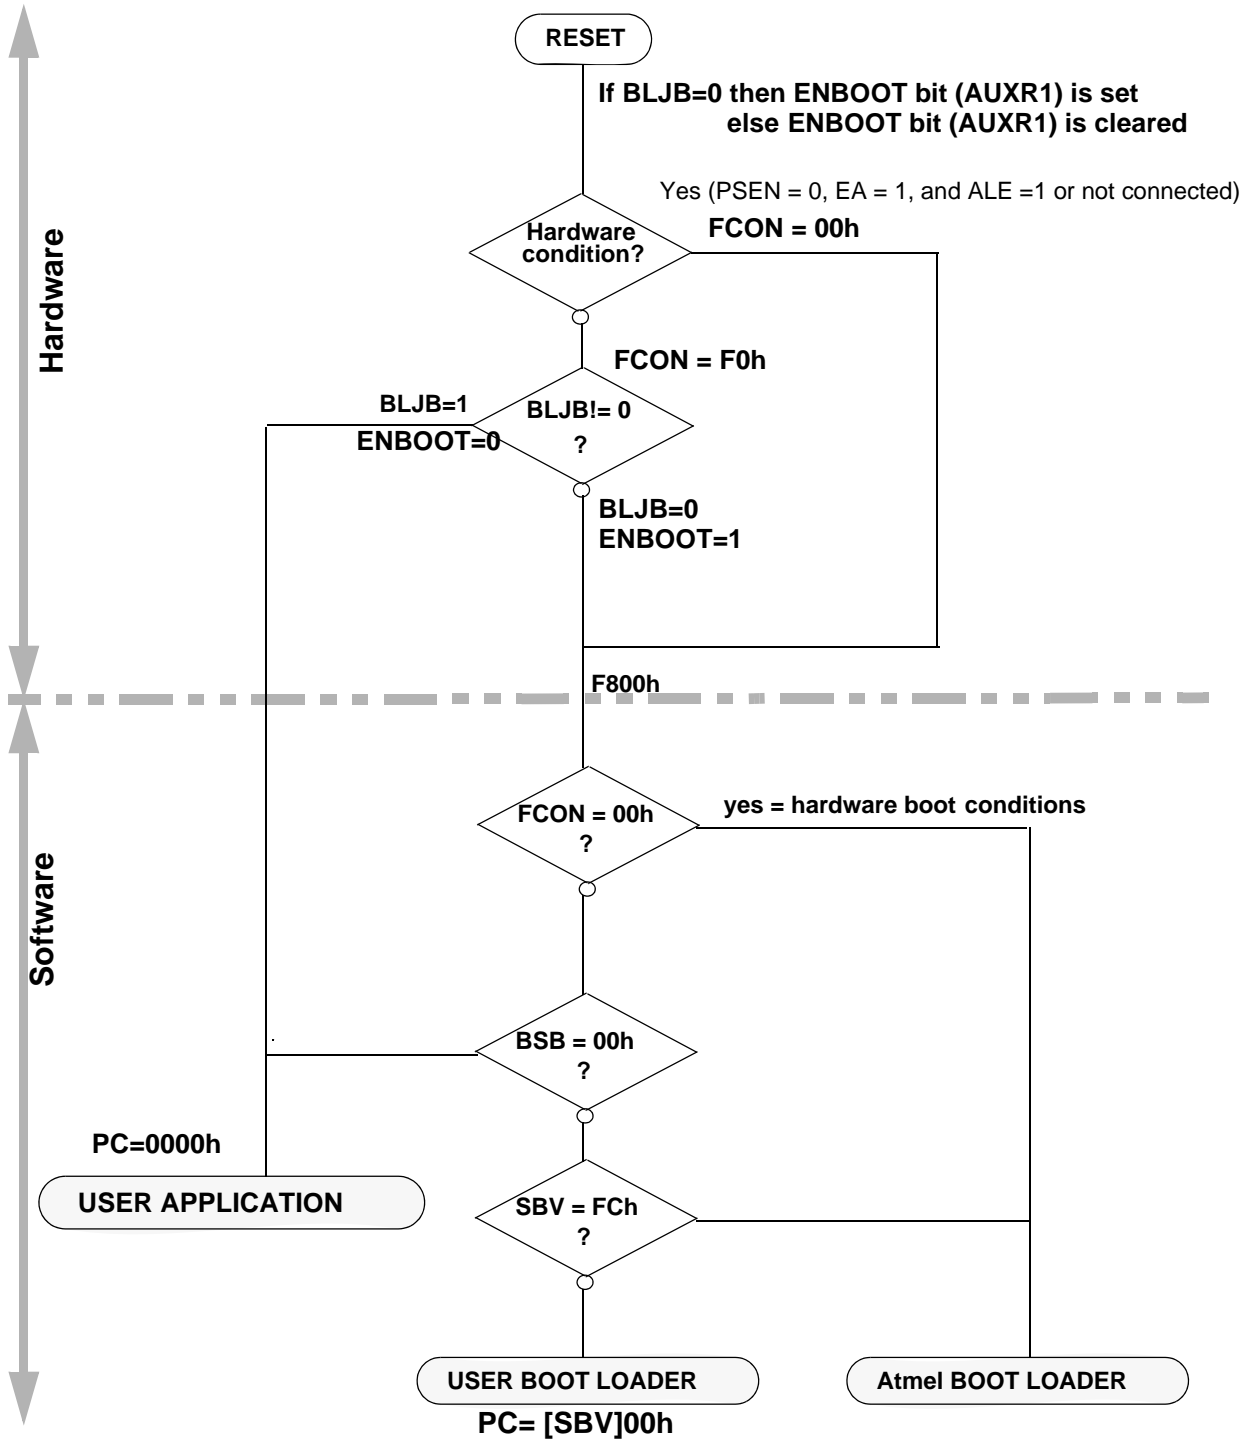 RESET
If BLJB=0 then ENBOOT bit (AUXR1) is set
else ENBOOT bit (AUXR1) is cleared
Yes (PSEN = 0, EA = 1, and ALE =1 or not connected)
FCON = 00h
Hardware
condition?
Hardware
FCON = F0h
BLJB=1
ENBOOT=0
BLJB!= 0
?
BLJB=0
ENBOOT=1
F800h
FCON = 00h
?
yes = hardware boot conditions
Software
BSB = 00h
?
PC=0000h
USER APPLICATION
SBV = FCh
?
USER BOOT LOADER
PC= [SBV]00h
Atmel BOOT LOADER